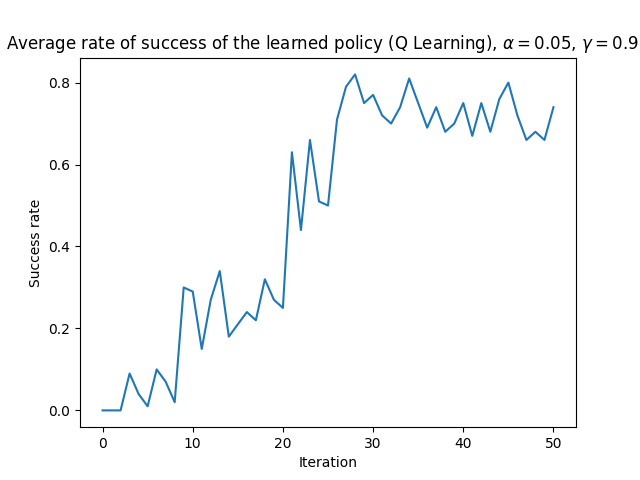 Average rate of success of the learned policy (Q Learning), α = 0.05, γ = 0.9
Success rate
0.8
0.6
0.4
0.2
0.0
0 10 20 30 40 50
Iteration